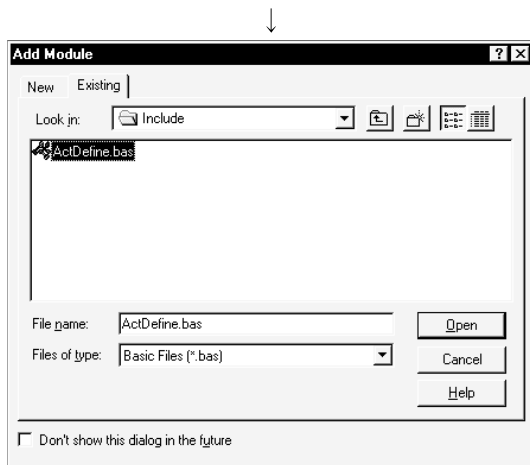 Add Module
New Existing
Look in: Include
ActDefine.bas
File name: ActDefine.bas Open
Files of type: Basic Files (*.bas) Cancel
Help
Don't show this dialog in the future